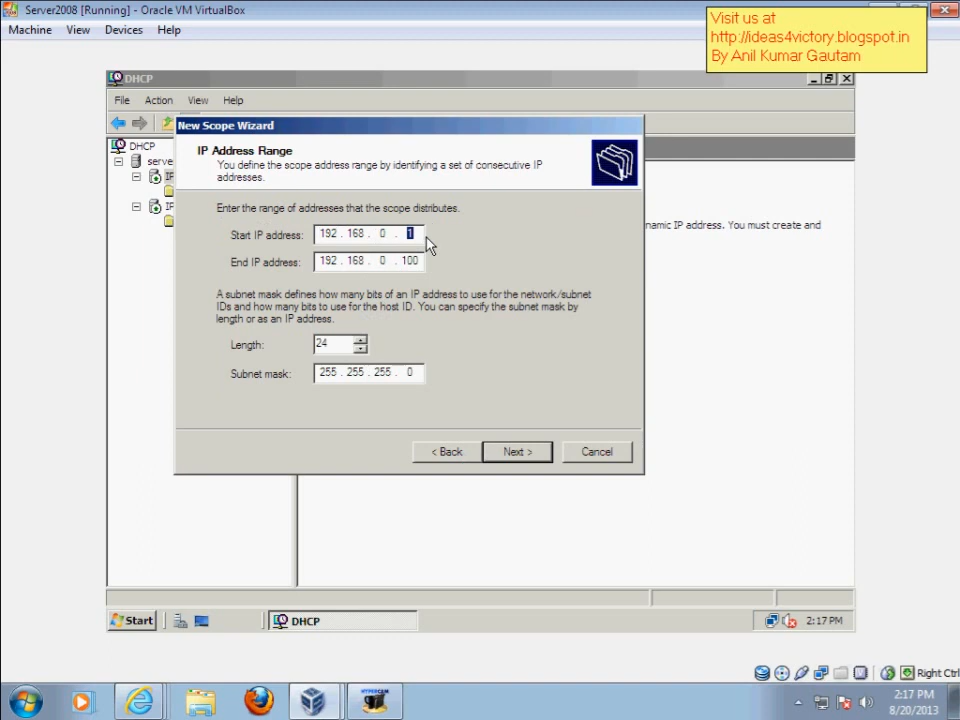 Server2008 [Running] - Oracle VM VirtualBox
Machine View Devices Help
Visit us at
http://ideas4victory.blogspot.in
By Anil Kumar Gautam
DHCP
File Action View Help
DHCP
serve
IF
IF
New Scope Wizard
IP Address Range
You define the scope address range by identifying a set of consecutive IP
addresses.
Enter the range of addresses that the scope distributes.
Start IP address: 192 . 168 . 0 . 1
End IP address: 192 . 168 . 0 . 100
A subnet mask defines how many bits of an IP address to use for the network/subnet
IDs and how many bits to use for the host ID. You can specify the subnet mask by
length or as an IP address.
Length: 24
Subnet mask: 255 . 255 . 255 . 0
< Back Next > Cancel
namic IP address. You must create and
Start DHCP 2:17 PM
Right Ctrl
HYPERCAM
2:17 PM
8/20/2013